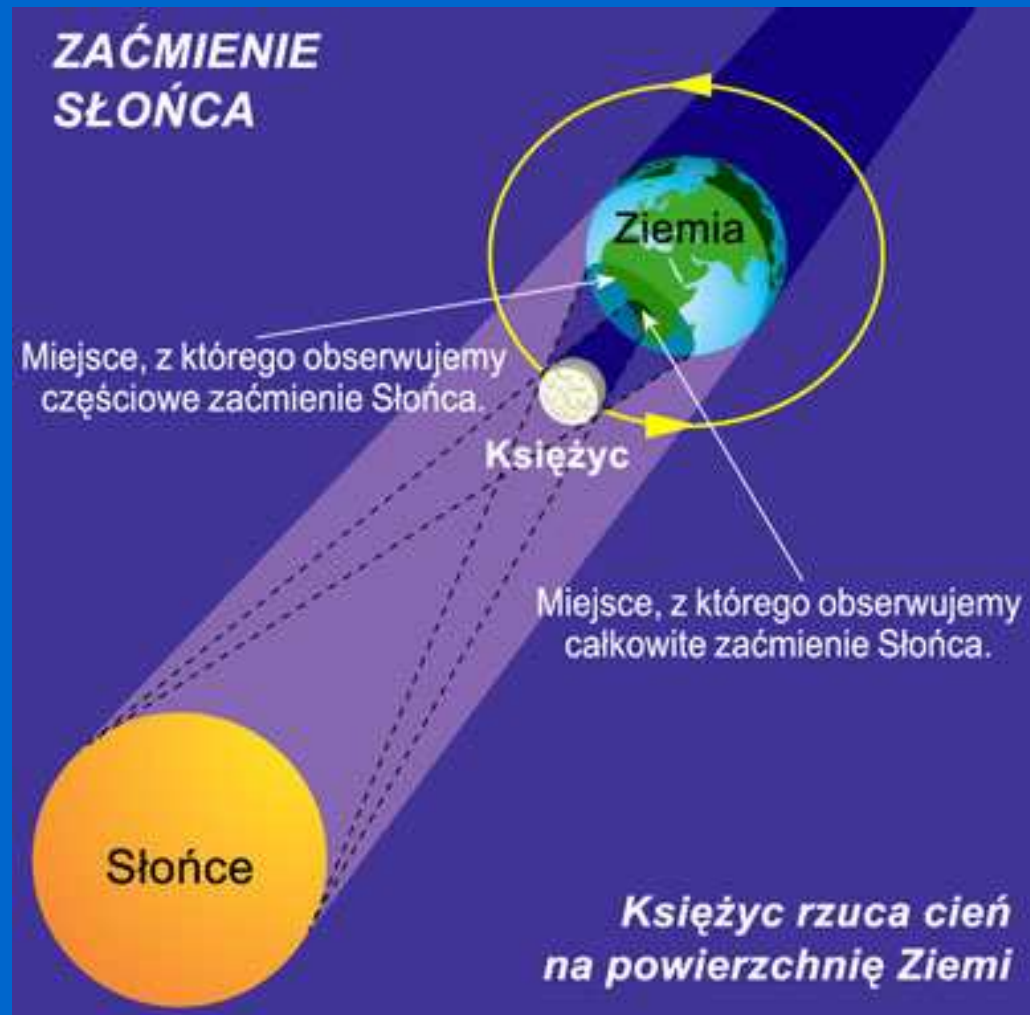 ZAĆMIENIE
SŁOŃCA
Ziemia
Miejsce, z którego obserwujemy
częściowe zaćmienie Słońca.
Księżyc
Miejsce, z którego obserwujemy
całkowite zaćmienie Słońca.
Słońce
Księżyc rzuca cień
na powierzchnię Ziemi